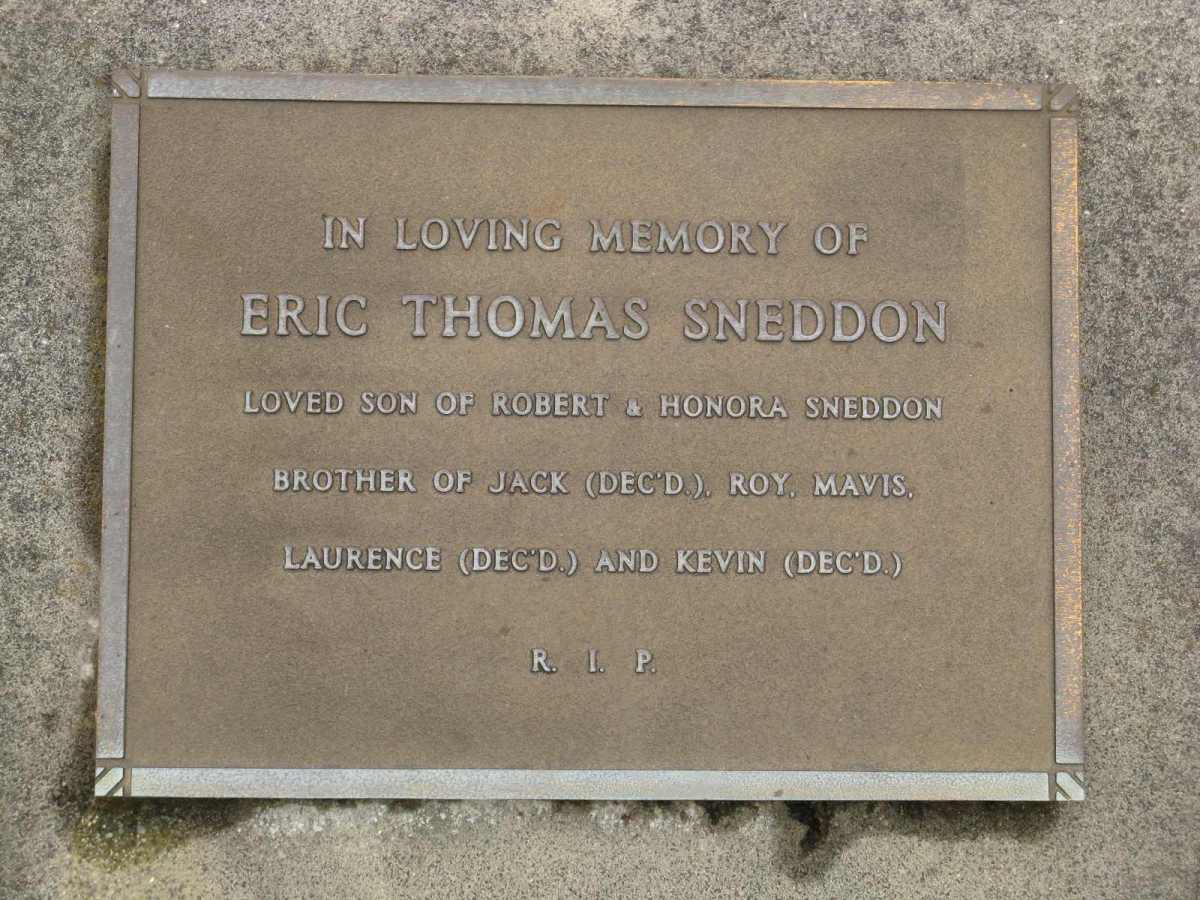 IN LOVING MEMORY OF
ERIC THOMAS SNEDDON
LOVED SON OF ROBERT & HONORA SNEDDON
BROTHER OF JACK (DEC'D.), ROY, MAVIS,
LAURENCE (DEC'D.) AND KEVIN (DEC'D.)
R. I. P.